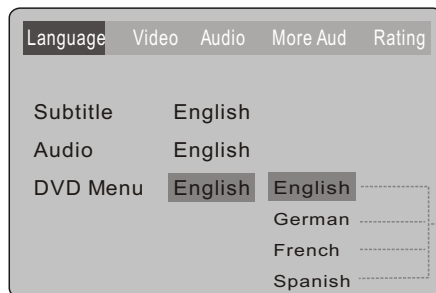 Language Video Audio More Aud Rating
Subtitle English
Audio English
DVD Menu English English
German
French
Spanish